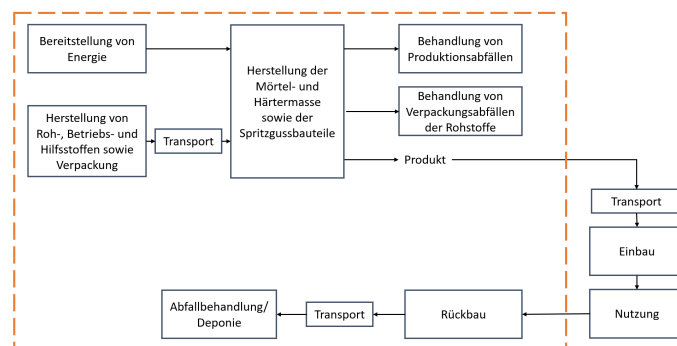 Bereitstellung von
Energie
Herstellung von
Roh-, Betriebs- und
Hilfsstoffen sowie
Verpackung
Transport
Herstellung der
Mörtel- und
Härtermasse
sowie der
Spritzgussbauteile
Behandlung von
Produktionsabfällen
Behandlung von
Verpackungsabfällen
der Rohstoffe
Produkt
Transport
Einbau
Nutzung
Rückbau
Transport
Abfallbehandlung/
Deponie